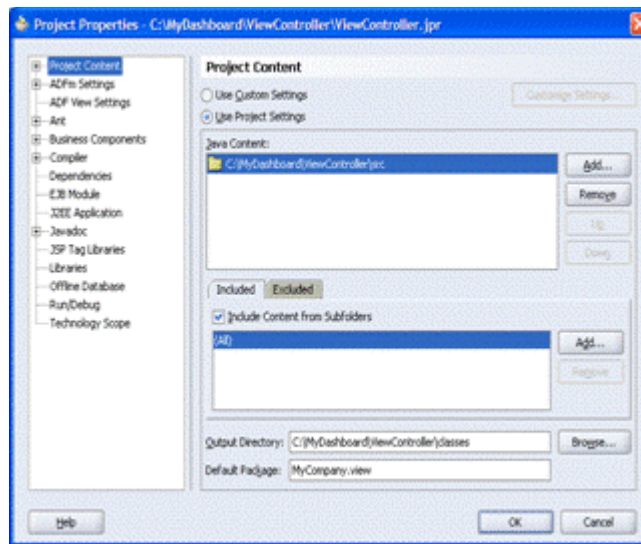 Project Properties - C:\MyDashboard\ViewController\ViewController.jpr
Project Content
ADFm Settings
ADF View Settings
Ant
Business Components
Compiler
Dependencies
EJB Module
J2EE Application
Javadoc
JSP Tag Libraries
Libraries
Offline Database
Run/Debug
Technology Scope
Project Content
Use Custom Settings
Customize Settings...
Use Project Settings
Java Content:
C:\MyDashboard\ViewController\src
Add...
Remove
Up
Down
Included Excluded
Include Content from Subfolders
(All)
Add...
Remove
Output Directory: C:\MyDashboard\ViewController\classes Browse...
Default Package: MyCompany.view
Help OK Cancel